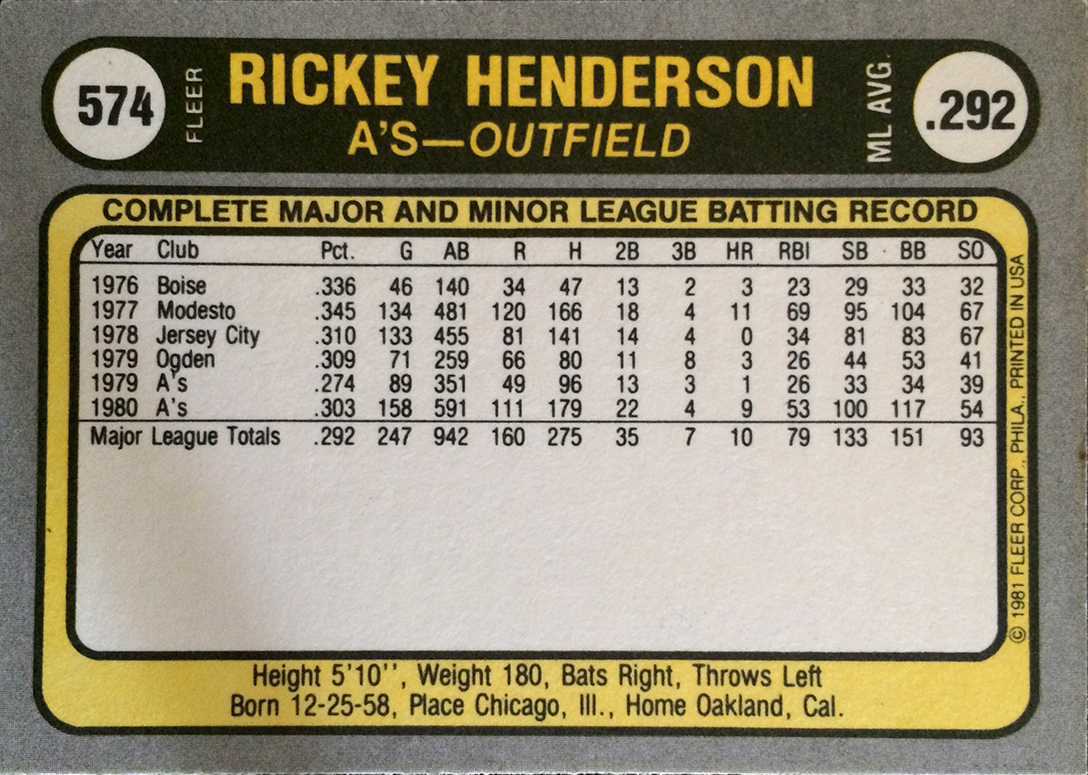 574 FLEER RICKEY HENDERSON ML AVG. .292
A'S—OUTFIELD
COMPLETE MAJOR AND MINOR LEAGUE BATTING RECORD
Year Club Pct. G AB R H 2B 3B HR RBI SB BB SO
1976 Boise .336 46 140 34 47 13 2 3 23 29 33 32
1977 Modesto .345 134 481 120 166 18 4 11 69 95 104 67
1978 Jersey City .310 133 455 81 141 14 4 0 34 81 83 67
1979 Ogden .309 71 259 66 80 11 8 3 26 44 53 41
1979 A's .274 89 351 49 96 13 3 1 26 33 34 39
1980 A's .303 158 591 111 179 22 4 9 53 100 117 54
Major League Totals .292 247 942 160 275 35 7 10 79 133 151 93
© 1981 FLEER CORP., PHILA., PRINTED IN USA
Height 5'10'', Weight 180, Bats Right, Throws Left
Born 12-25-58, Place Chicago, Ill., Home Oakland, Cal.